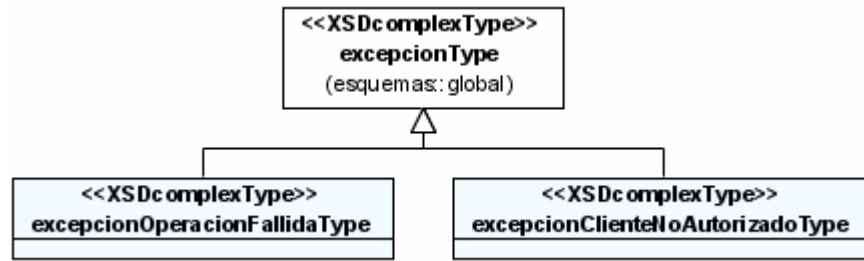 <<XSDcomplexType>>
excepcionType
(esquemas::global)
<<XSDcomplexType>>
excepcionOperacionFallidaType
<<XSDcomplexType>>
excepcionClienteNoAutorizadoType